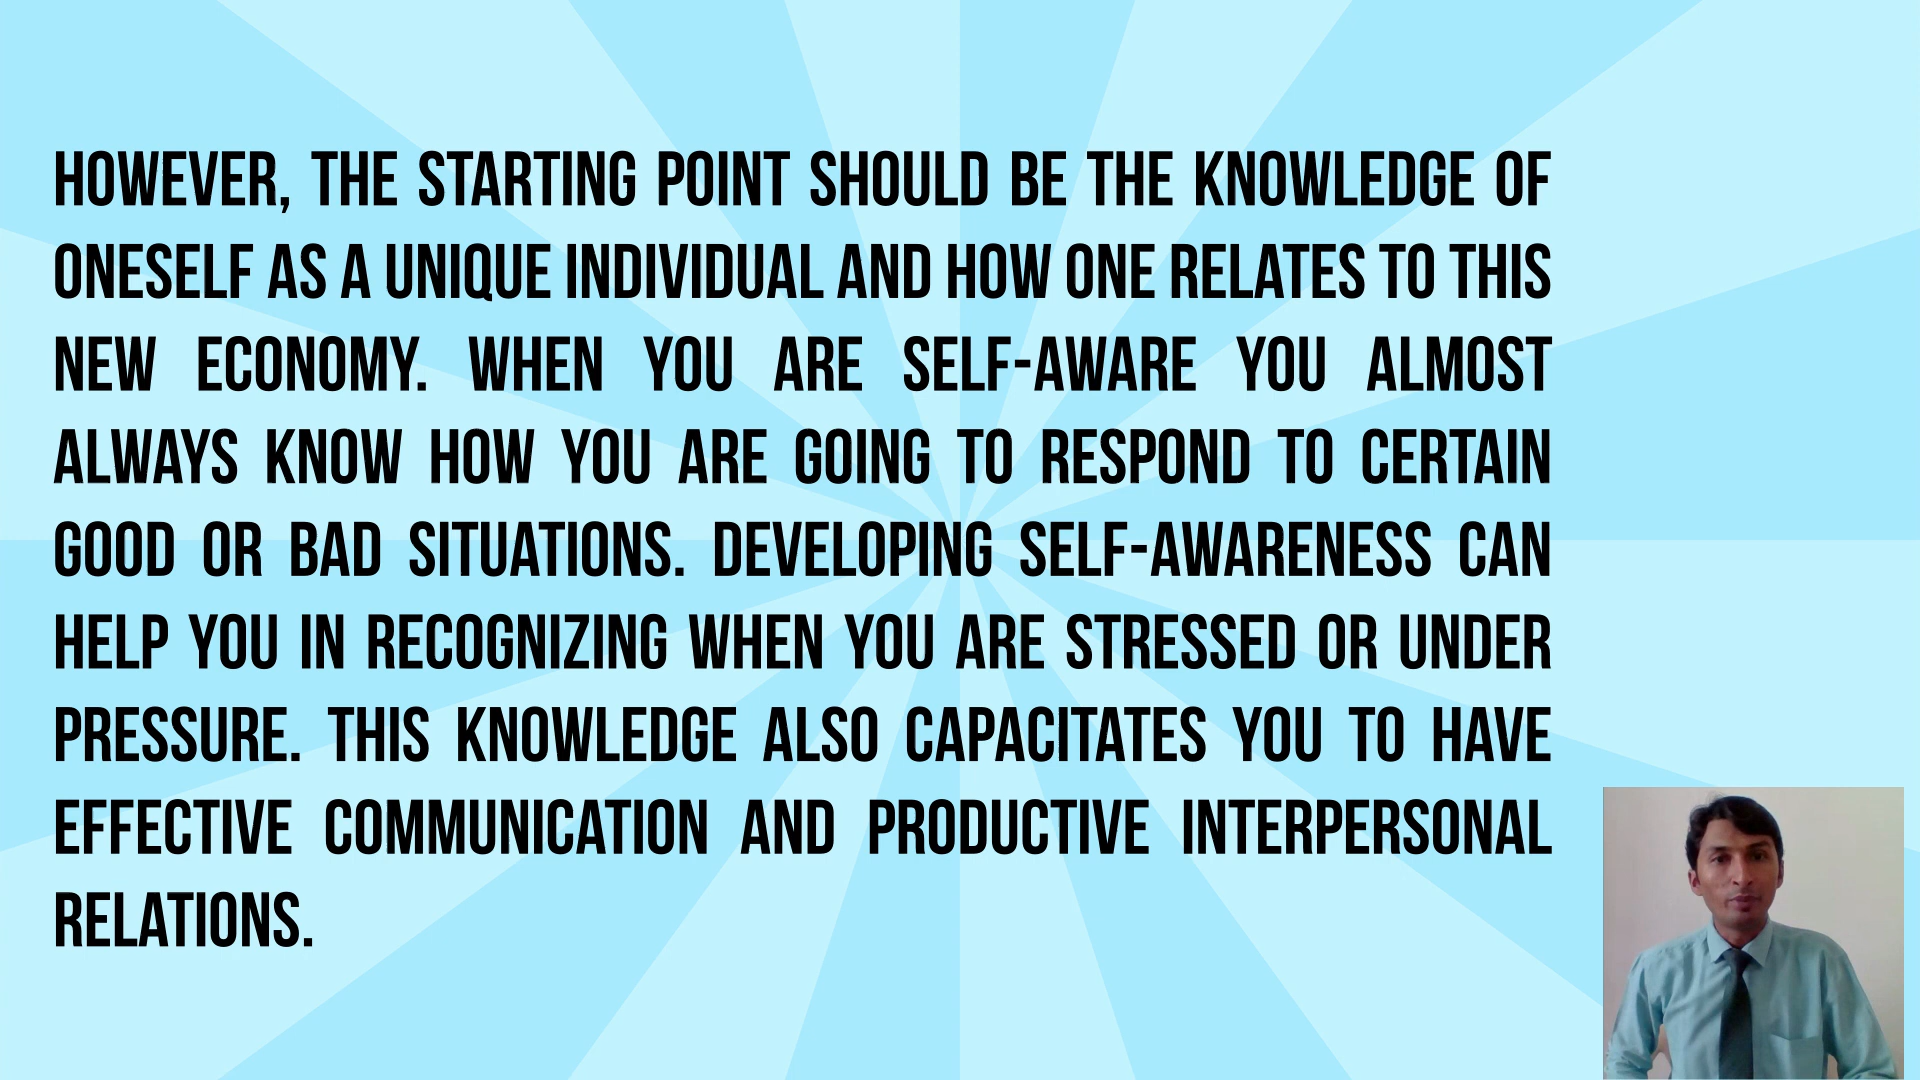 HOWEVER, THE STARTING POINT SHOULD BE THE KNOWLEDGE OF
ONESELF AS A UNIQUE INDIVIDUAL AND HOW ONE RELATES TO THIS
NEW ECONOMY. WHEN YOU ARE SELF-AWARE YOU ALMOST
ALWAYS KNOW HOW YOU ARE GOING TO RESPOND TO CERTAIN
GOOD OR BAD SITUATIONS. DEVELOPING SELF-AWARENESS CAN
HELP YOU IN RECOGNIZING WHEN YOU ARE STRESSED OR UNDER
PRESSURE. THIS KNOWLEDGE ALSO CAPACITATES YOU TO HAVE
EFFECTIVE COMMUNICATION AND PRODUCTIVE INTERPERSONAL
RELATIONS.